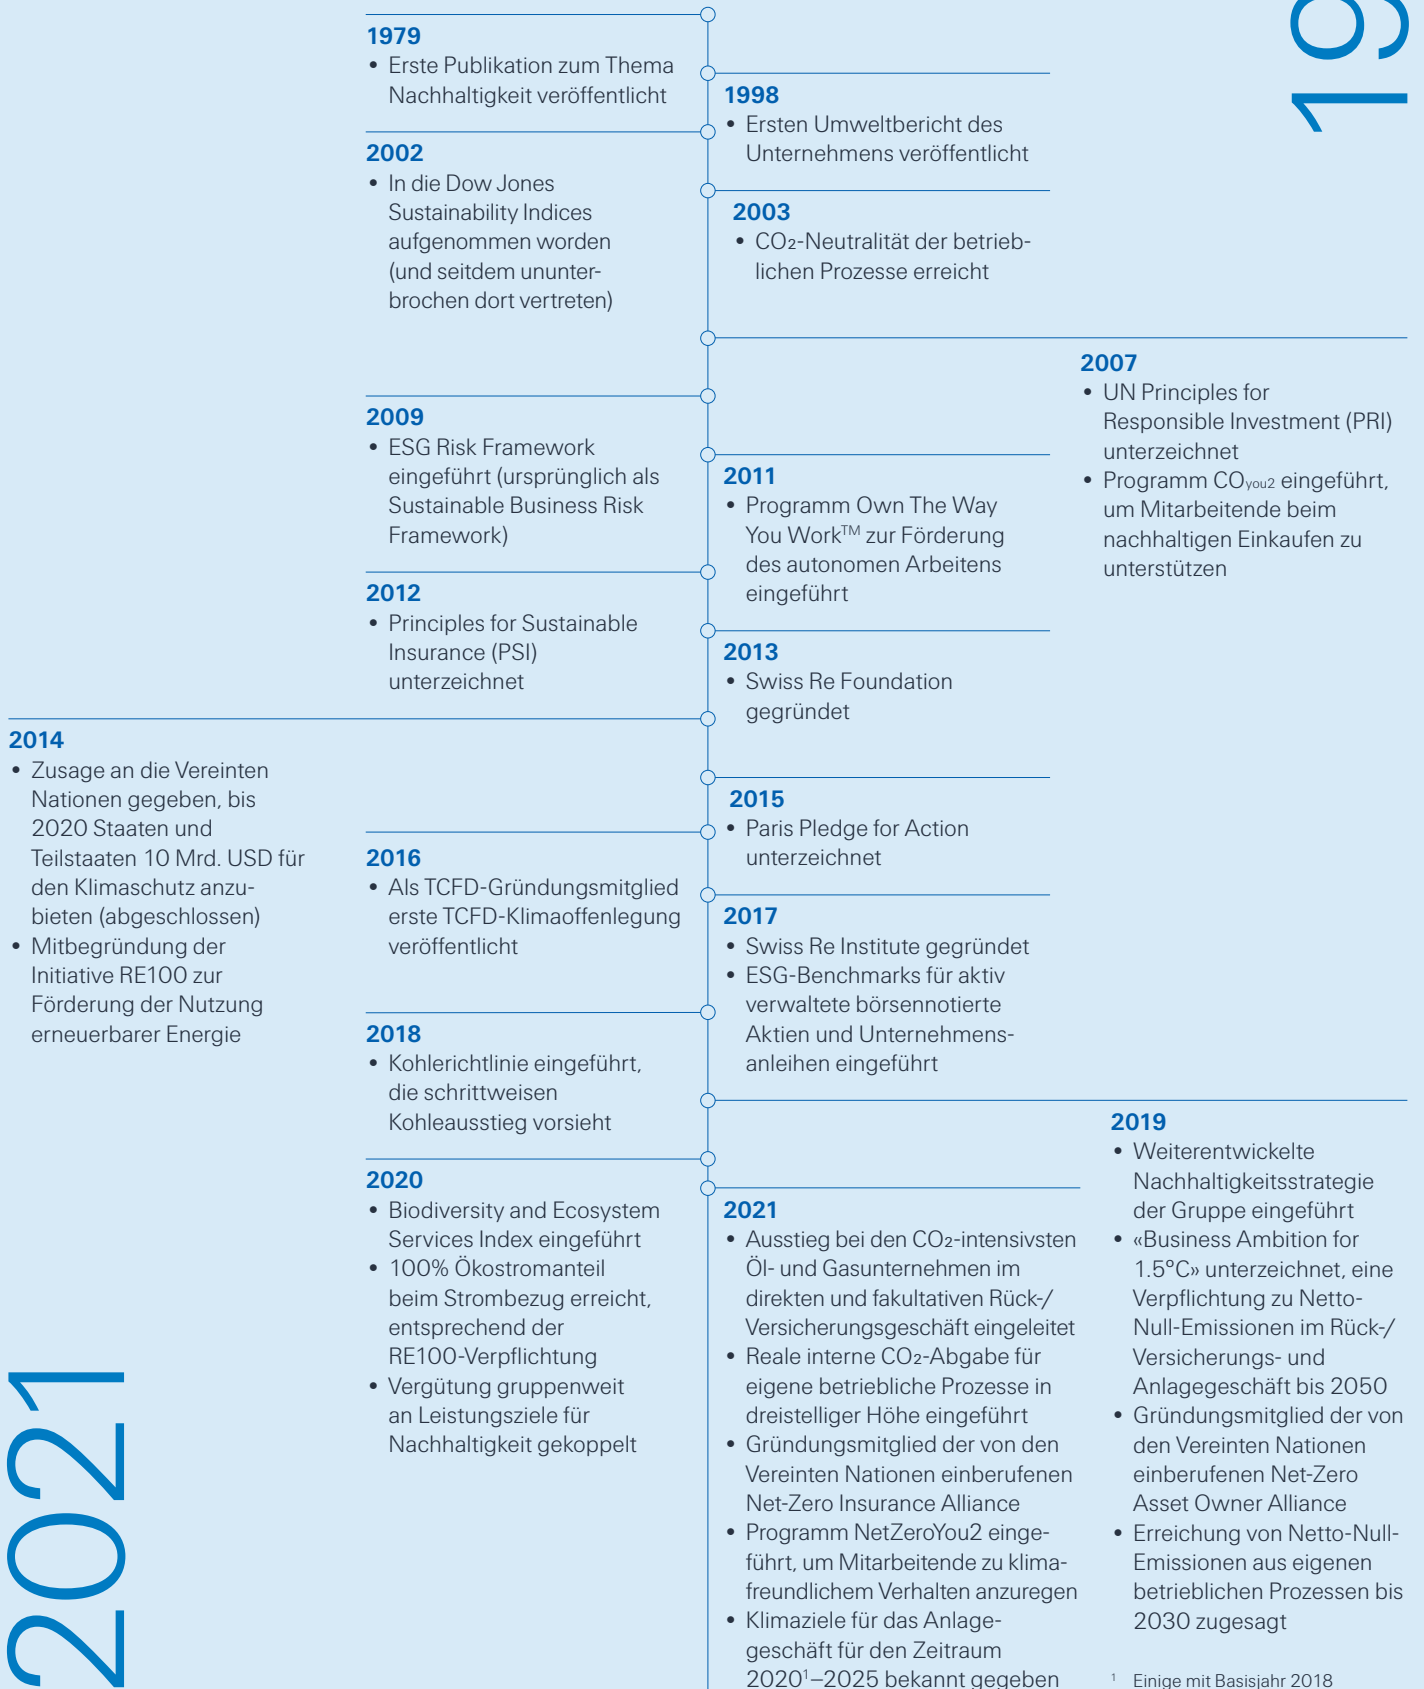 19
1979
• Erste Publikation zum Thema
Nachhaltigkeit veröffentlicht
1998
• Ersten Umweltbericht des
Unternehmens veröffentlicht
2002
• In die Dow Jones
Sustainability Indices
aufgenommen worden
(und seitdem ununter-
brochen dort vertreten)
2003
• CO₂-Neutralität der betrieb-
lichen Prozesse erreicht
2007
• UN Principles for
Responsible Investment (PRI)
unterzeichnet
• Programm COyou2 eingeführt,
um Mitarbeitende beim
nachhaltigen Einkaufen zu
unterstützen
2009
• ESG Risk Framework
eingeführt (ursprünglich als
Sustainable Business Risk
Framework)
2011
• Programm Own The Way
You Work™ zur Förderung
des autonomen Arbeitens
eingeführt
2012
• Principles for Sustainable
Insurance (PSI)
unterzeichnet
2013
• Swiss Re Foundation
gegründet
2014
• Zusage an die Vereinten
Nationen gegeben, bis
2020 Staaten und
Teilstaaten 10 Mrd. USD für
den Klimaschutz anzu-
bieten (abgeschlossen)
• Mitbegründung der
Initiative RE100 zur
Förderung der Nutzung
erneuerbarer Energie
2015
• Paris Pledge for Action
unterzeichnet
2016
• Als TCFD-Gründungsmitglied
erste TCFD-Klimaoffenlegung
veröffentlicht
2017
• Swiss Re Institute gegründet
• ESG-Benchmarks für aktiv
verwaltete börsennotierte
Aktien und Unternehmens-
anleihen eingeführt
2018
• Kohlerichtlinie eingeführt,
die schrittweisen
Kohleausstieg vorsieht
2019
• Weiterentwickelte
Nachhaltigkeitsstrategie
der Gruppe eingeführt
• «Business Ambition for
1.5°C» unterzeichnet, eine
Verpflichtung zu Netto-
Null-Emissionen im Rück-/
Versicherungs- und
Anlagegeschäft bis 2050
• Gründungsmitglied der von
den Vereinten Nationen
einberufenen Net-Zero
Asset Owner Alliance
• Erreichung von Netto-Null-
Emissionen aus eigenen
betrieblichen Prozessen bis
2030 zugesagt
2020
• Biodiversity and Ecosystem
Services Index eingeführt
• 100% Ökostromanteil
beim Strombezug erreicht,
entsprechend der
RE100-Verpflichtung
• Vergütung gruppenweit
an Leistungsziele für
Nachhaltigkeit gekoppelt
2021
• Ausstieg bei den CO₂-intensivsten
Öl- und Gasunternehmen im
direkten und fakultativen Rück-/
Versicherungsgeschäft eingeleitet
• Reale interne CO₂-Abgabe für
eigene betriebliche Prozesse in
dreistelliger Höhe eingeführt
• Gründungsmitglied der von den
Vereinten Nationen einberufenen
Net-Zero Insurance Alliance
• Programm NetZeroYou2 einge-
führt, um Mitarbeitende zu klima-
freundlichem Verhalten anzuregen
• Klimaziele für das Anlage-
geschäft für den Zeitraum
2020¹–2025 bekannt gegeben
¹ Einige mit Basisjahr 2018
2021